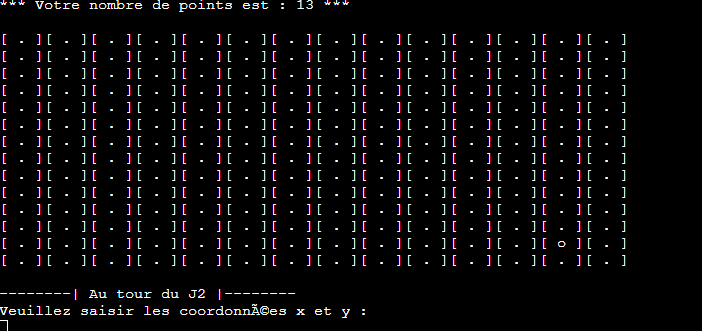 *** Votre nombre de points est : 13 ***
[ . ][ . ][ . ][ . ][ . ][ . ][ . ][ . ][ . ][ . ][ . ][ . ][ . ][ . ]
[ . ][ . ][ . ][ . ][ . ][ . ][ . ][ . ][ . ][ . ][ . ][ . ][ . ][ . ]
[ . ][ . ][ . ][ . ][ . ][ . ][ . ][ . ][ . ][ . ][ . ][ . ][ . ][ . ]
[ . ][ . ][ . ][ . ][ . ][ . ][ . ][ . ][ . ][ . ][ . ][ . ][ . ][ . ]
[ . ][ . ][ . ][ . ][ . ][ . ][ . ][ . ][ . ][ . ][ . ][ . ][ . ][ . ]
[ . ][ . ][ . ][ . ][ . ][ . ][ . ][ . ][ . ][ . ][ . ][ . ][ . ][ . ]
[ . ][ . ][ . ][ . ][ . ][ . ][ . ][ . ][ . ][ . ][ . ][ . ][ . ][ . ]
[ . ][ . ][ . ][ . ][ . ][ . ][ . ][ . ][ . ][ . ][ . ][ . ][ . ][ . ]
[ . ][ . ][ . ][ . ][ . ][ . ][ . ][ . ][ . ][ . ][ . ][ . ][ . ][ . ]
[ . ][ . ][ . ][ . ][ . ][ . ][ . ][ . ][ . ][ . ][ . ][ . ][ . ][ . ]
[ . ][ . ][ . ][ . ][ . ][ . ][ . ][ . ][ . ][ . ][ . ][ . ][ . ][ . ]
[ . ][ . ][ . ][ . ][ . ][ . ][ . ][ . ][ . ][ . ][ . ][ . ][ . ][ . ]
[ . ][ . ][ . ][ . ][ . ][ . ][ . ][ . ][ . ][ . ][ . ][ . ][ o ][ . ]
[ . ][ . ][ . ][ . ][ . ][ . ][ . ][ . ][ . ][ . ][ . ][ . ][ . ][ . ]
--------| Au tour du J2 |--------
Veuillez saisir les coordonnÃ©es x et y :